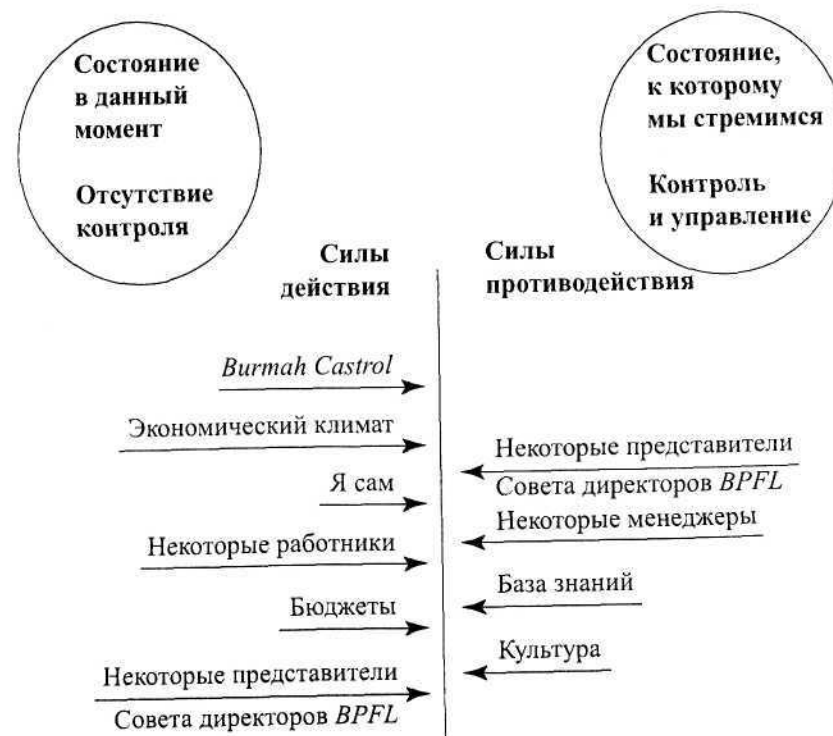 Состояние
в данный
момент
Отсутствие
контроля
Состояние,
к которому
мы стремимся
Контроль
и управление
Силы
действия
Силы
противодействия
Burmah Castrol
Экономический климат
Я сам
Некоторые работники
Бюджеты
Некоторые представители
Совета директоров BPFL
Некоторые представители
Совета директоров BPFL
Некоторые менеджеры
База знаний
Культура